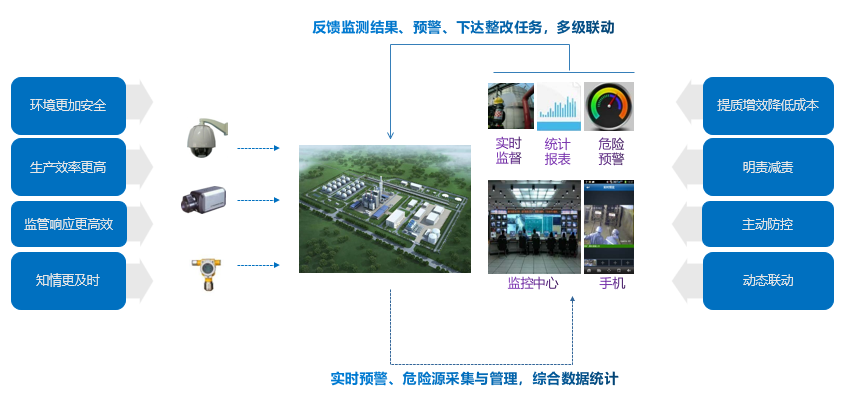 反馈监测结果、预警、下达整改任务，多级联动
环境更加安全
生产效率更高
监管响应更高效
知情更及时
实时
监督
统计
报表
危险
预警
监控中心
手机
提质增效降低成本
明责减责
主动防控
动态联动
实时预警、危险源采集与管理，综合数据统计